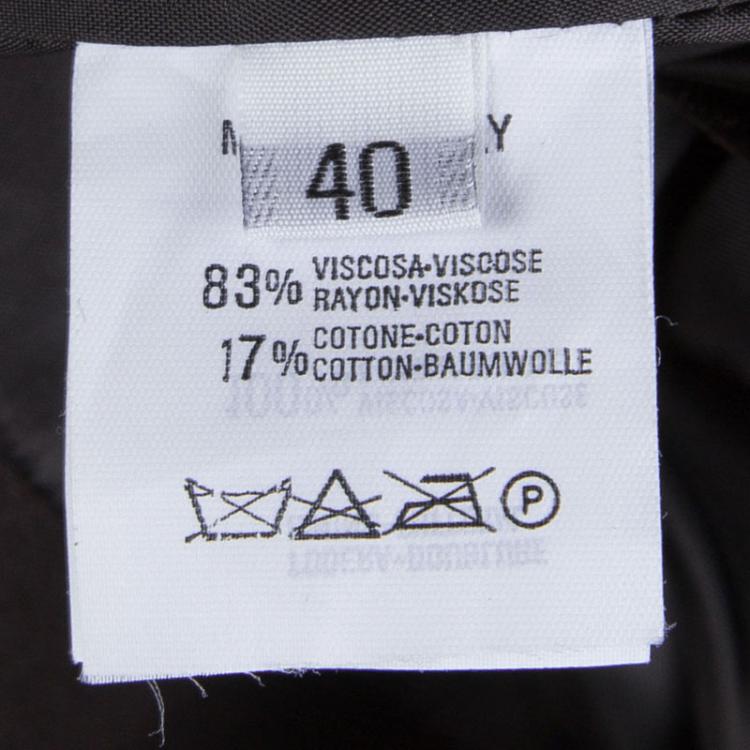 40
83% VISCOSA•VISCOSE
RAYON•VISKOSE
17% COTONE•COTON
COTTON•BAUMWOLLE
P